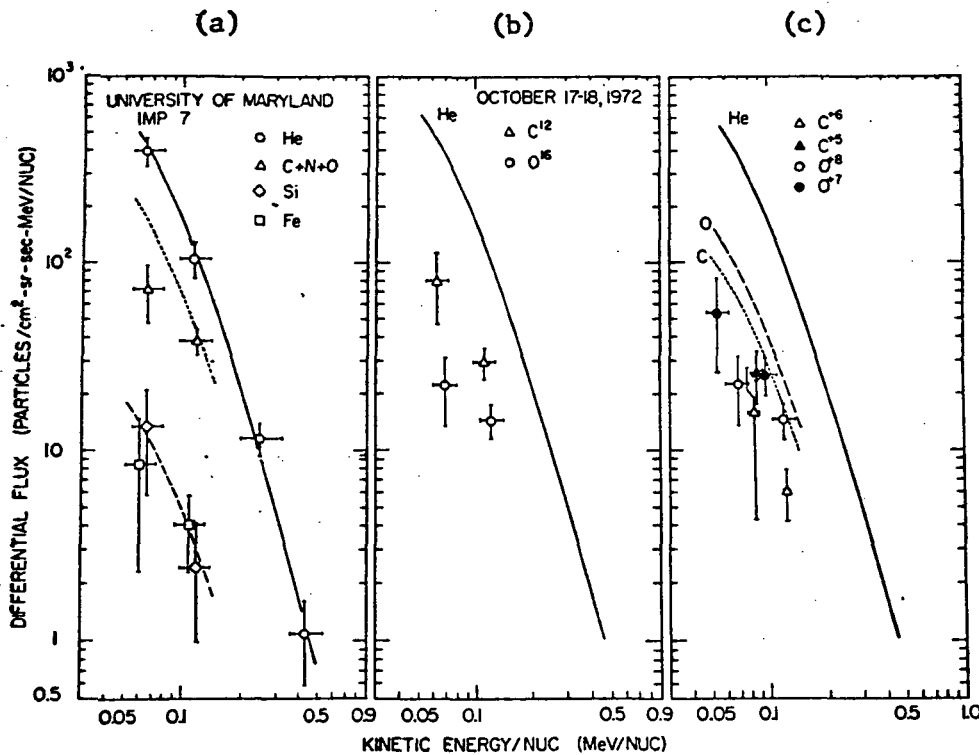 (a) (b) (c)
DIFFERENTIAL FLUX (PARTICLES/cm²-sr-sec-MeV/NUC)
10³
10²
10
1
0.5
UNIVERSITY OF MARYLAND
IMP 7
He
C+N+O
Si
Fe
0.05 0.1 0.5 0.9
OCTOBER 17-18, 1972
He
C¹²
O¹⁶
0.05 0.1 0.5 0.9
He
C⁺⁶
C⁺⁵
O⁺⁸
O⁺⁷
O
C
0.05 0.1 0.5 1.0
KINETIC ENERGY/NUC (MeV/NUC)